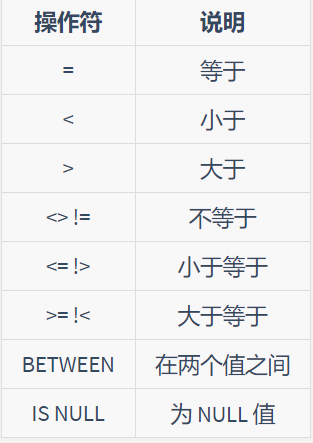 操作符 说明
= 等于
< 小于
> 大于
<> != 不等于
<= !> 小于等于
>= !< 大于等于
BETWEEN 在两个值之间
IS NULL 为 NULL 值